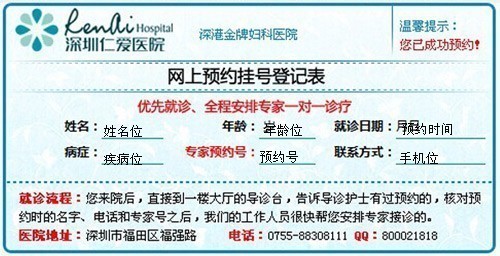 RenAi Hospital
深圳仁爱医院
深港金牌妇科医院
温馨提示：
您已成功预约！
网上预约挂号登记表
优先就诊、全程安排专家一对一诊疗
姓名： 姓名位 年龄： 年龄位 就诊日期： 预约时间
病症： 疾病位 专家预约号： 预约号 联系方式： 手机位
就诊流程：您来院后，直接到一楼大厅的导诊台，告诉导诊护士有过预约的，核对预
约时的名字、电话和专家号之后，我们的工作人员很快帮您安排专家接诊的。
医院地址：深圳市福田区福强路 电话：0755-88308111 QQ：800021818